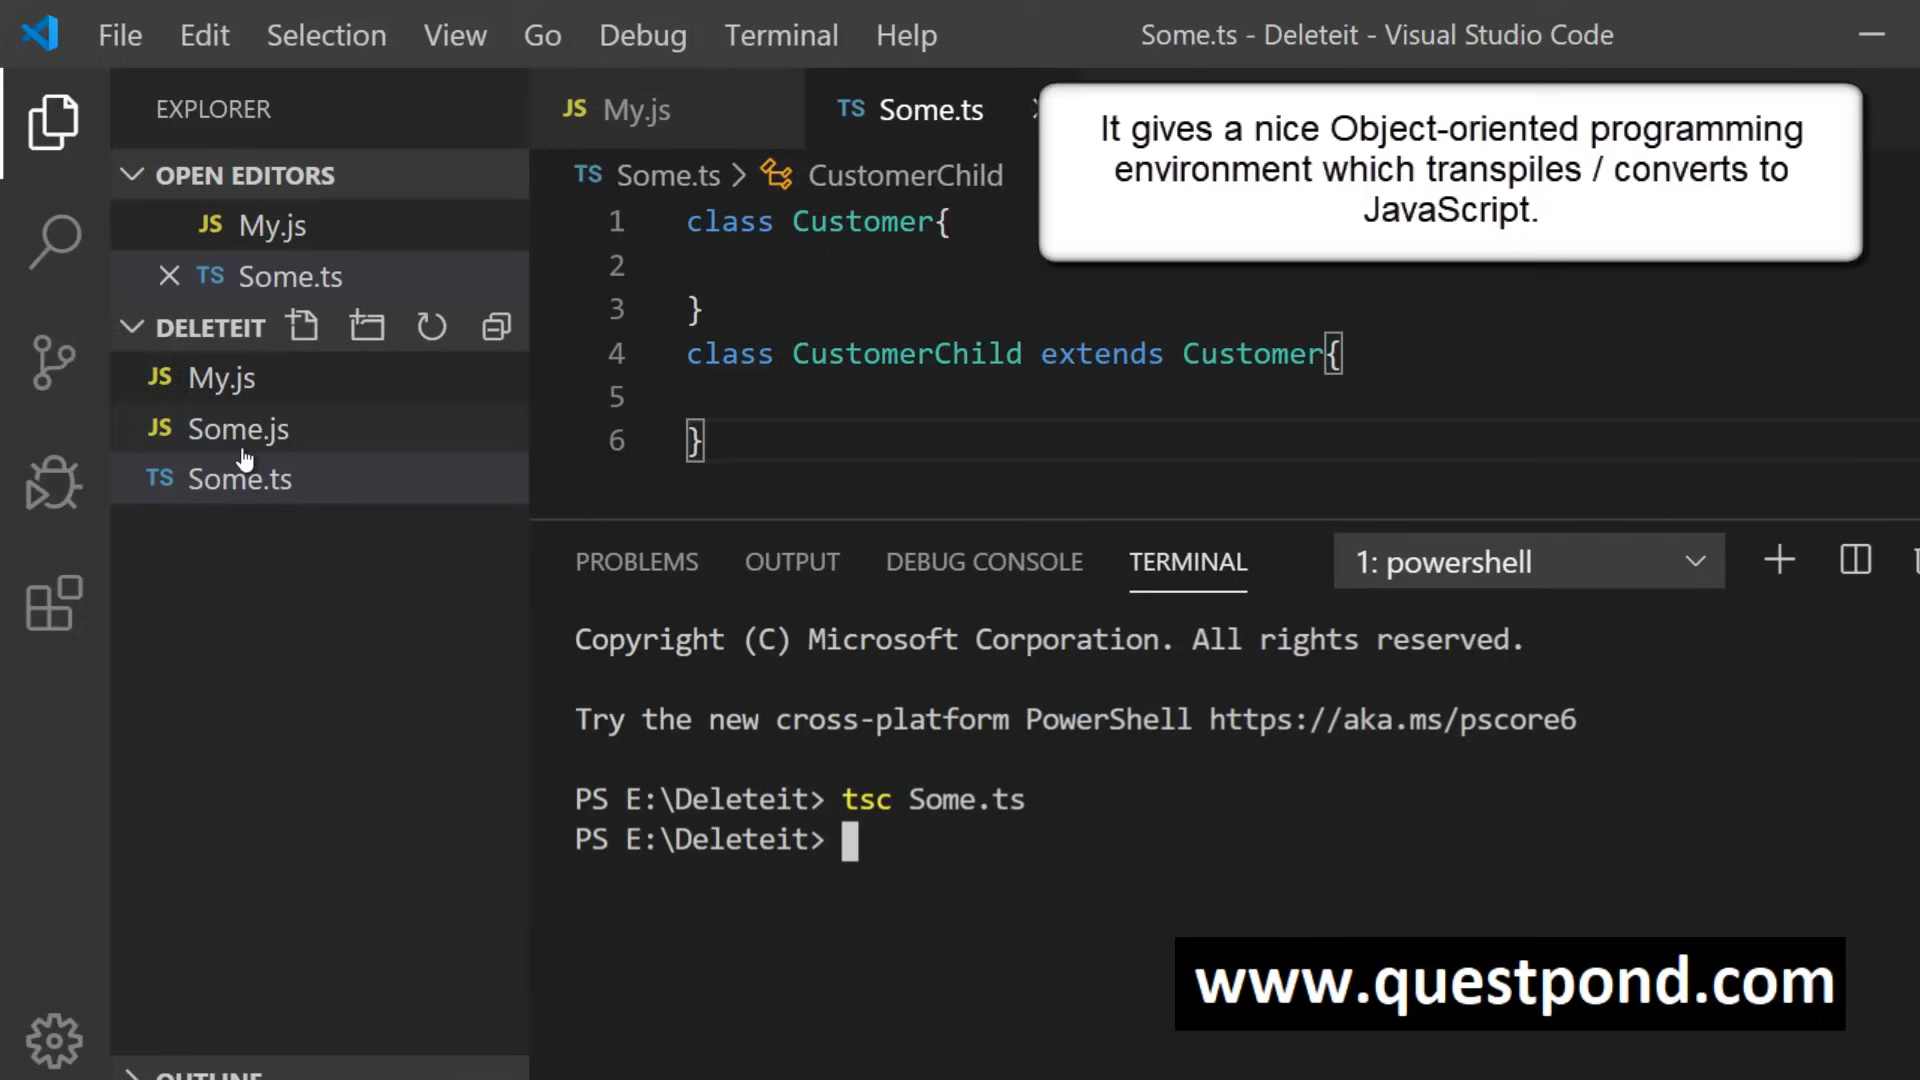 File Edit Selection View Go Debug Terminal Help
Some.ts - Deleteit - Visual Studio Code
EXPLORER
OPEN EDITORS
JS My.js
TS Some.ts
DELETEIT
JS My.js
JS Some.js
TS Some.ts
OUTLINE
JS My.js
TS Some.ts
TS Some.ts > CustomerChild
1 class Customer{
2
3 }
4 class CustomerChild extends Customer{
5
6 }
It gives a nice Object-oriented programming
environment which transpiles / converts to
JavaScript.
PROBLEMS OUTPUT DEBUG CONSOLE TERMINAL 1: powershell
Copyright (C) Microsoft Corporation. All rights reserved.
Try the new cross-platform PowerShell https://aka.ms/pscore6
PS E:\Deleteit> tsc Some.ts
PS E:\Deleteit>
www.questpond.com